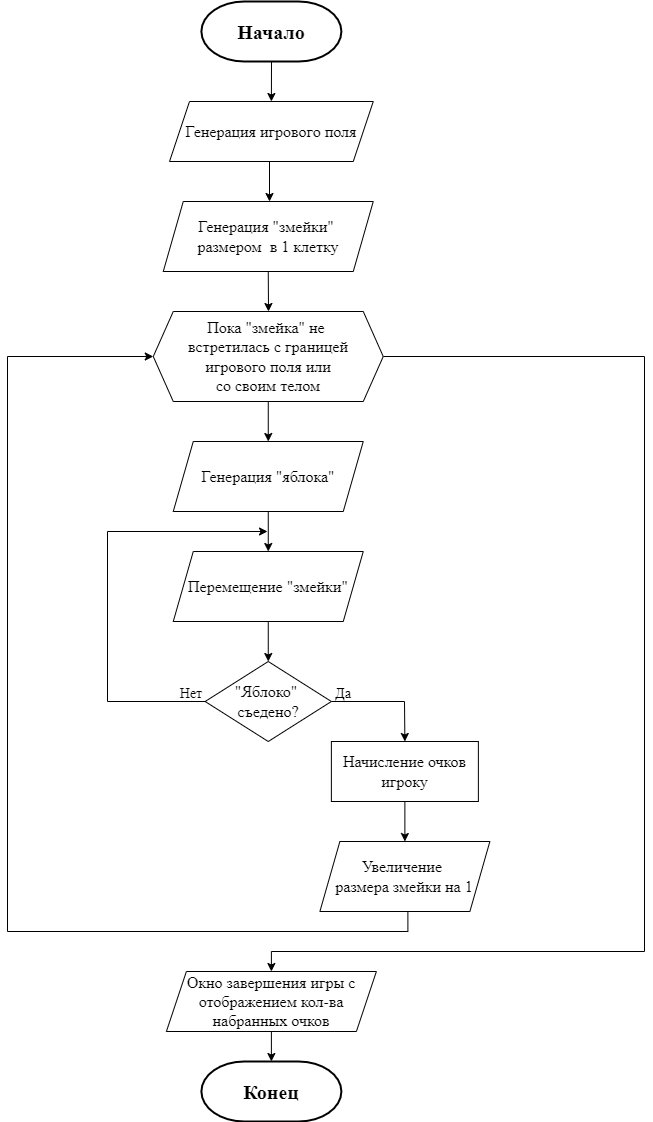 Начало
Генерация игрового поля
Генерация "змейки"
размером в 1 клетку
Пока "змейка" не
встретилась с границей
игрового поля или
со своим телом
Генерация "яблока"
Перемещение "змейки"
Нет
"Яблоко"
съедено?
Да
Начисление очков
игроку
Увеличение
размера змейки на 1
Окно завершения игры с
отображением кол-ва
набранных очков
Конец